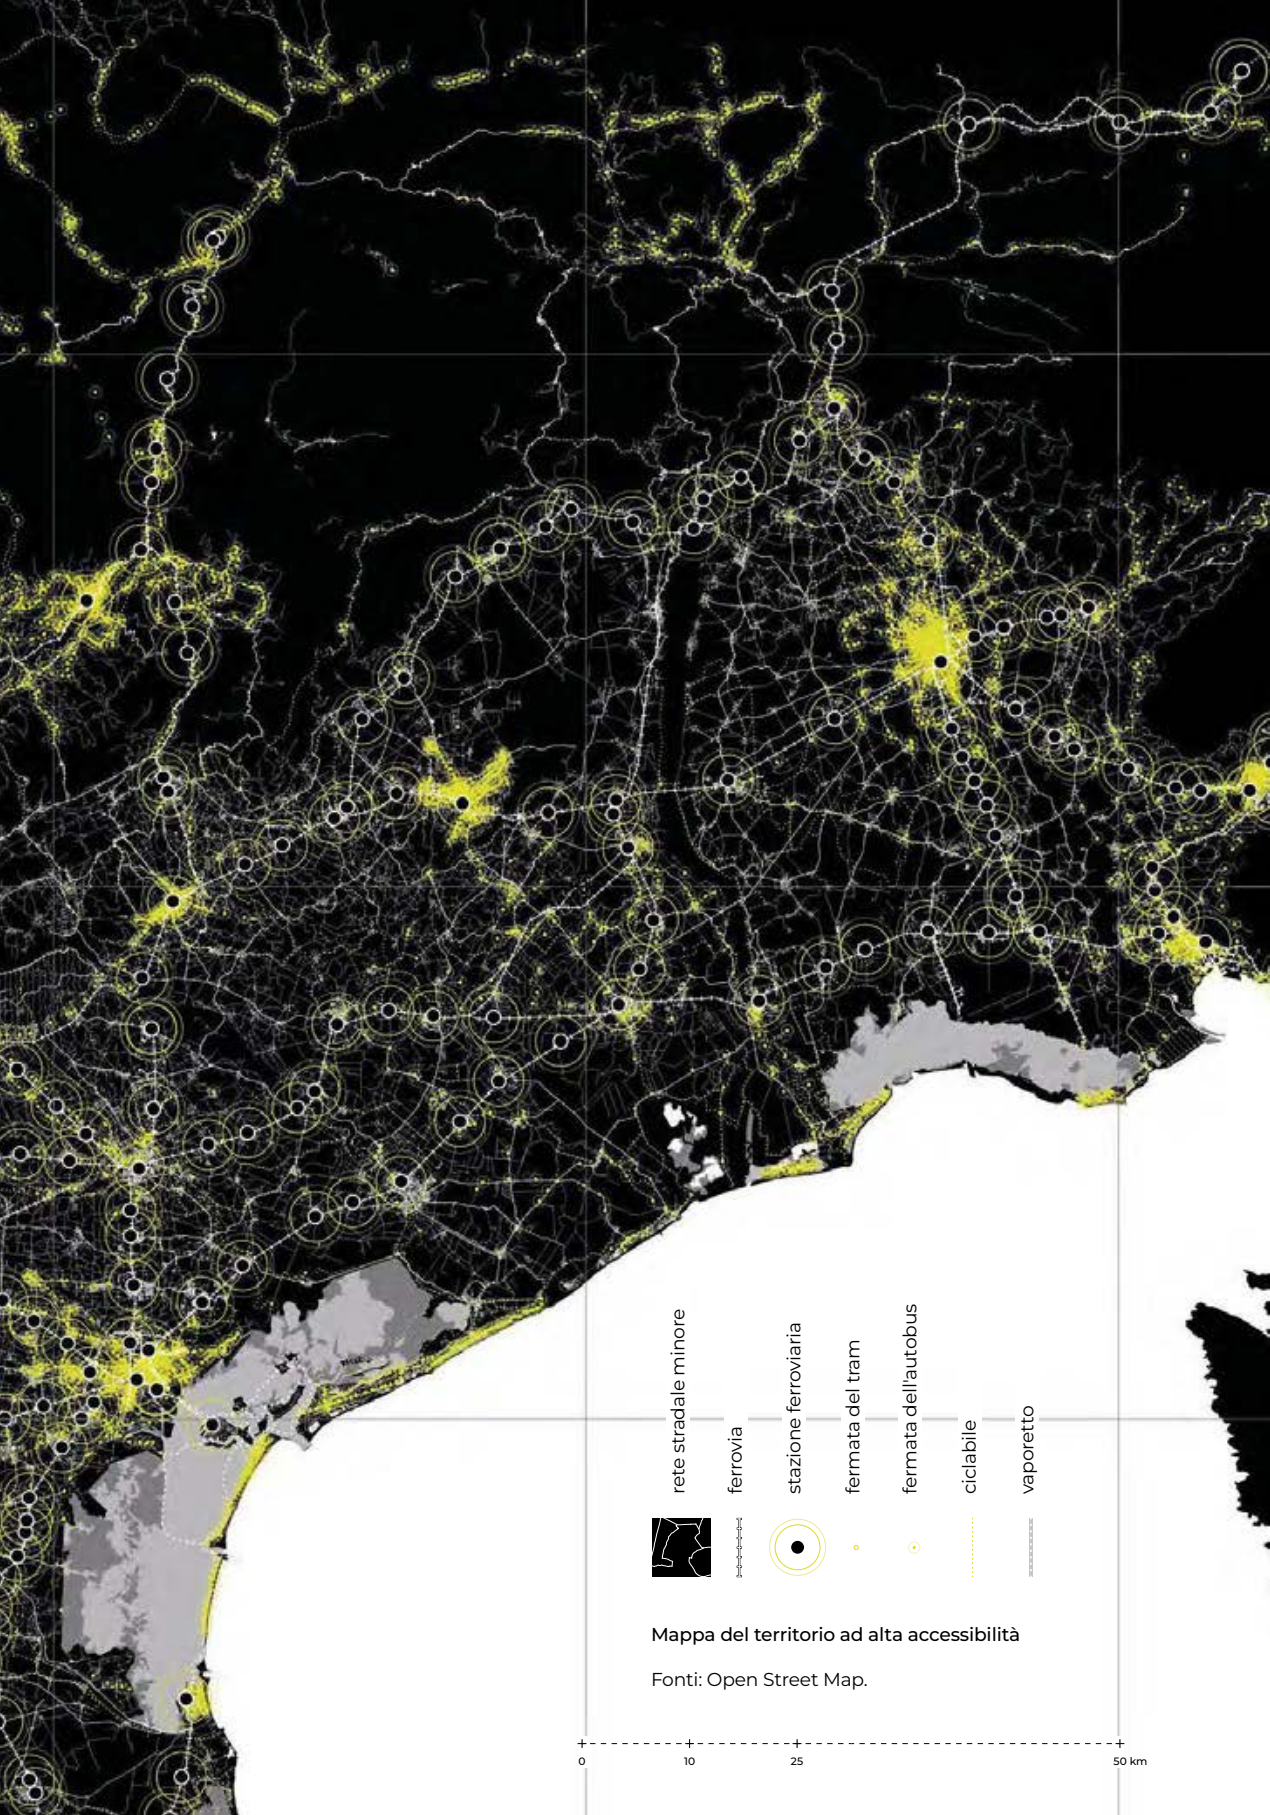 rete stradale minore
ferrovia
stazione ferroviaria
fermata del tram
fermata dell'autobus
ciclabile
vaporetto
Mappa del territorio ad alta accessibilità
Fonti: Open Street Map.
0 10 25 50 km